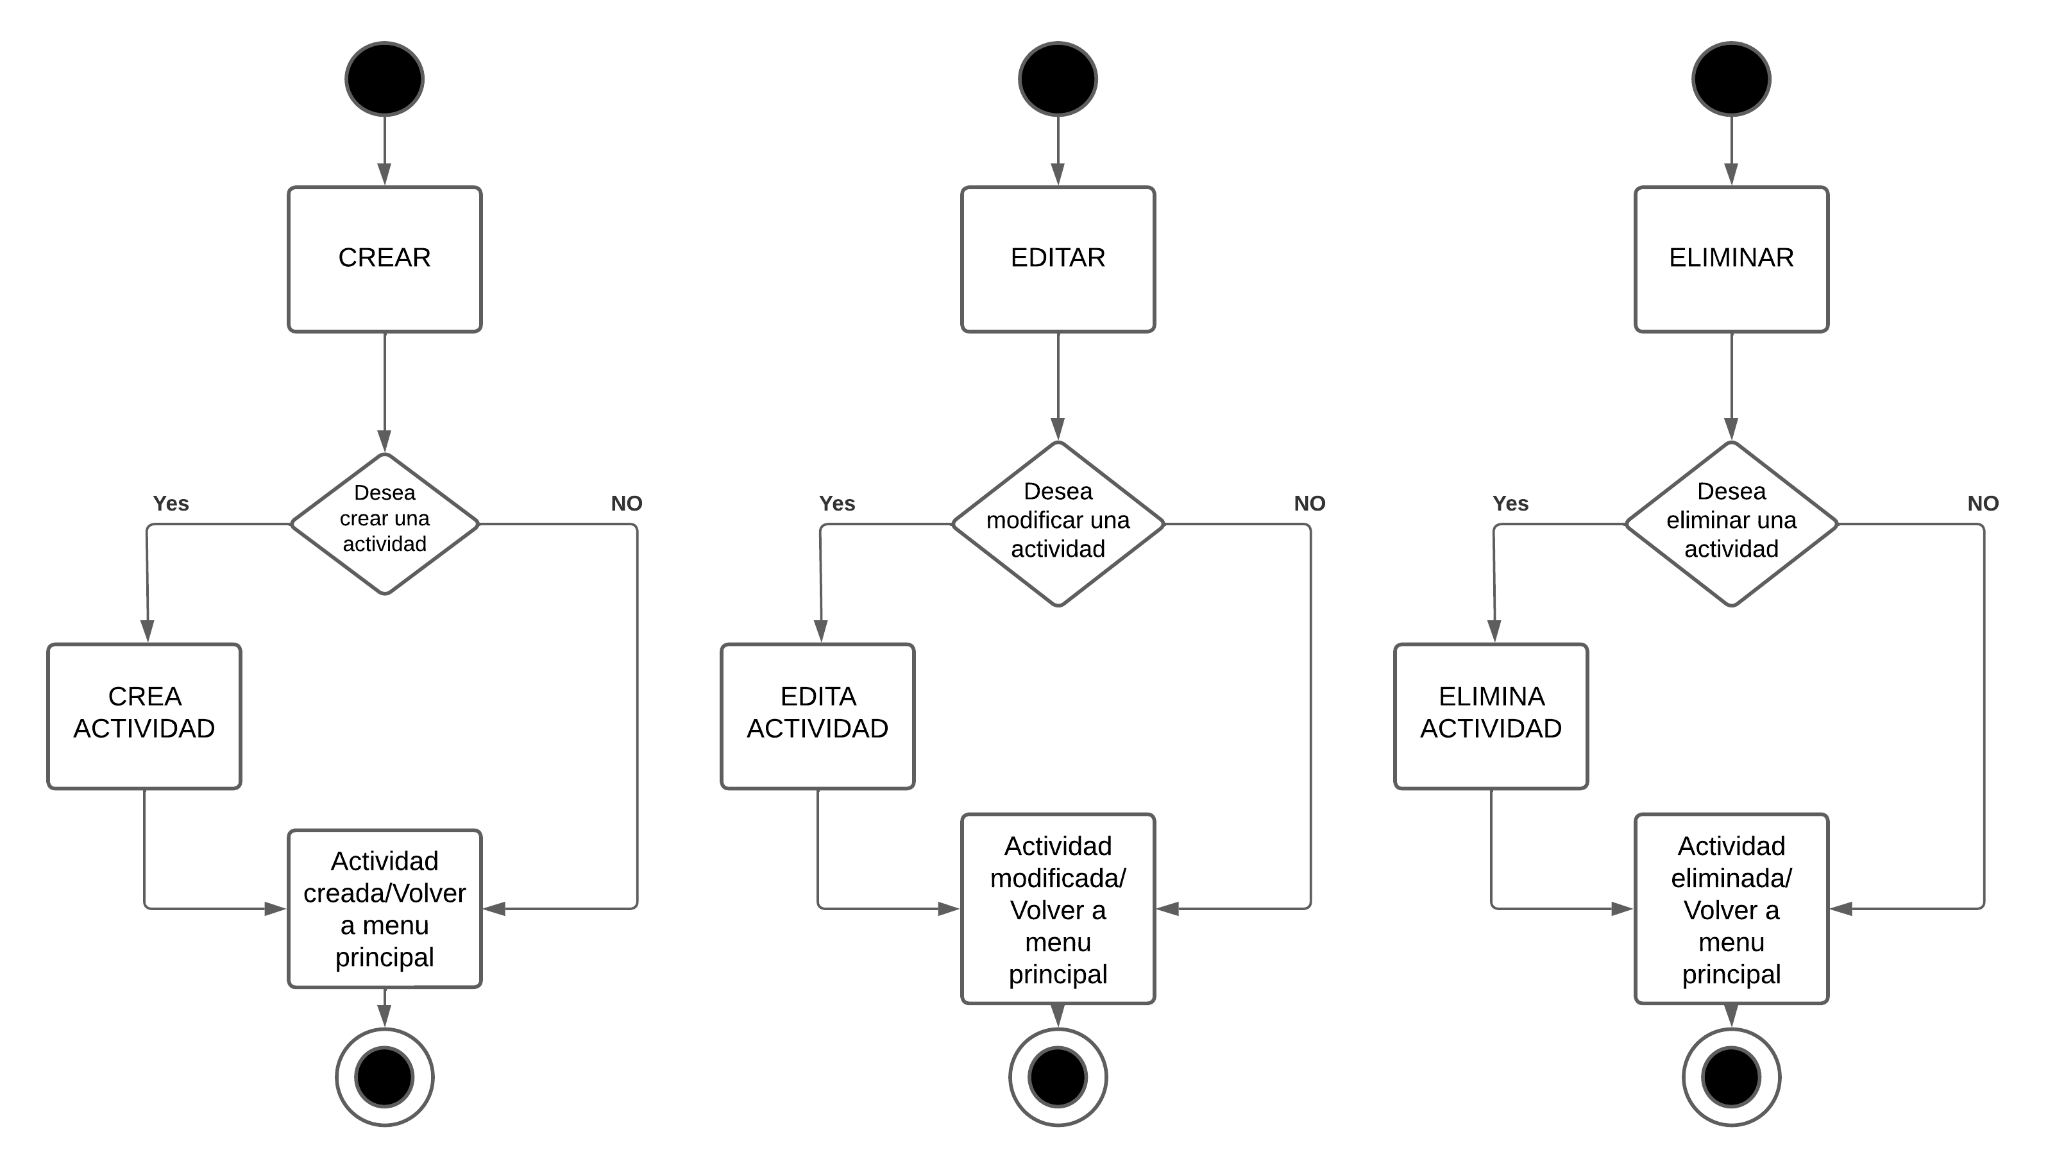 CREAR
Desea
crear una
actividad
Yes
NO
CREA
ACTIVIDAD
Actividad
creada/Volver
a menu
principal
EDITAR
Desea
modificar una
actividad
Yes
NO
EDITA
ACTIVIDAD
Actividad
modificada/
Volver a
menu
principal
ELIMINAR
Desea
eliminar una
actividad
Yes
NO
ELIMINA
ACTIVIDAD
Actividad
eliminada/
Volver a
menu
principal